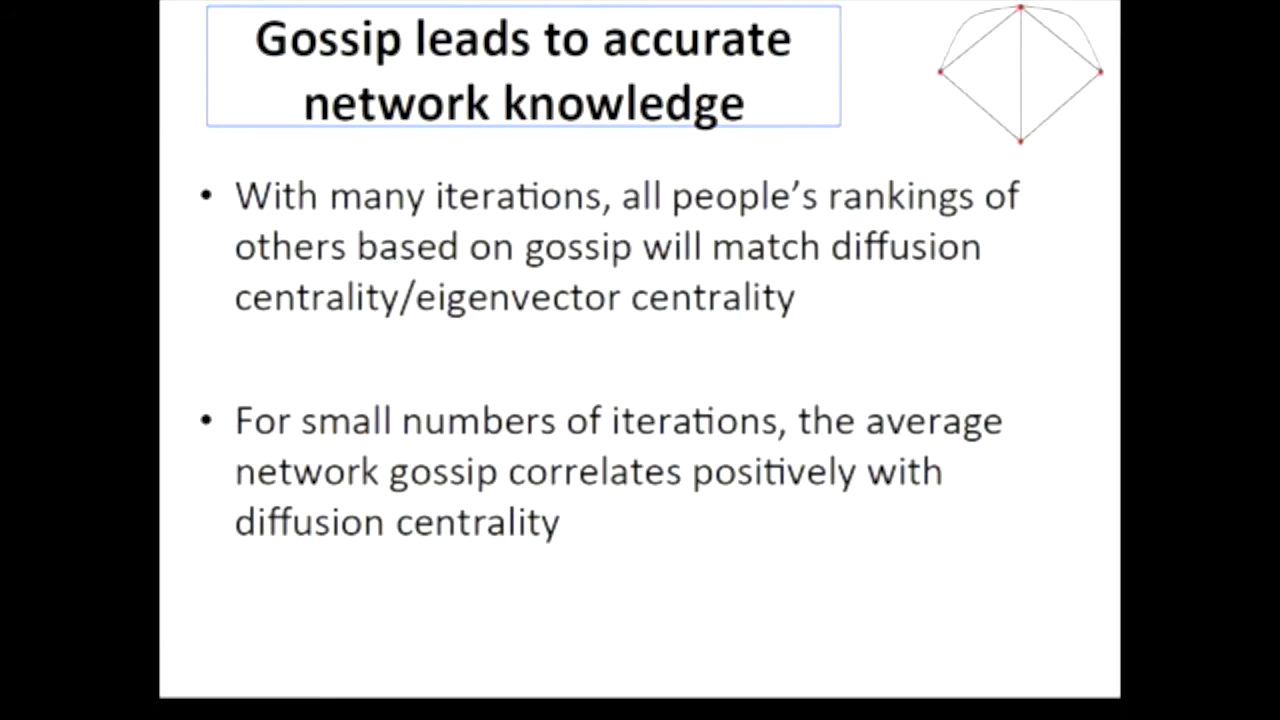 Gossip leads to accurate
network knowledge
• With many iterations, all people’s rankings of
others based on gossip will match diffusion
centrality/eigenvector centrality
• For small numbers of iterations, the average
network gossip correlates positively with
diffusion centrality